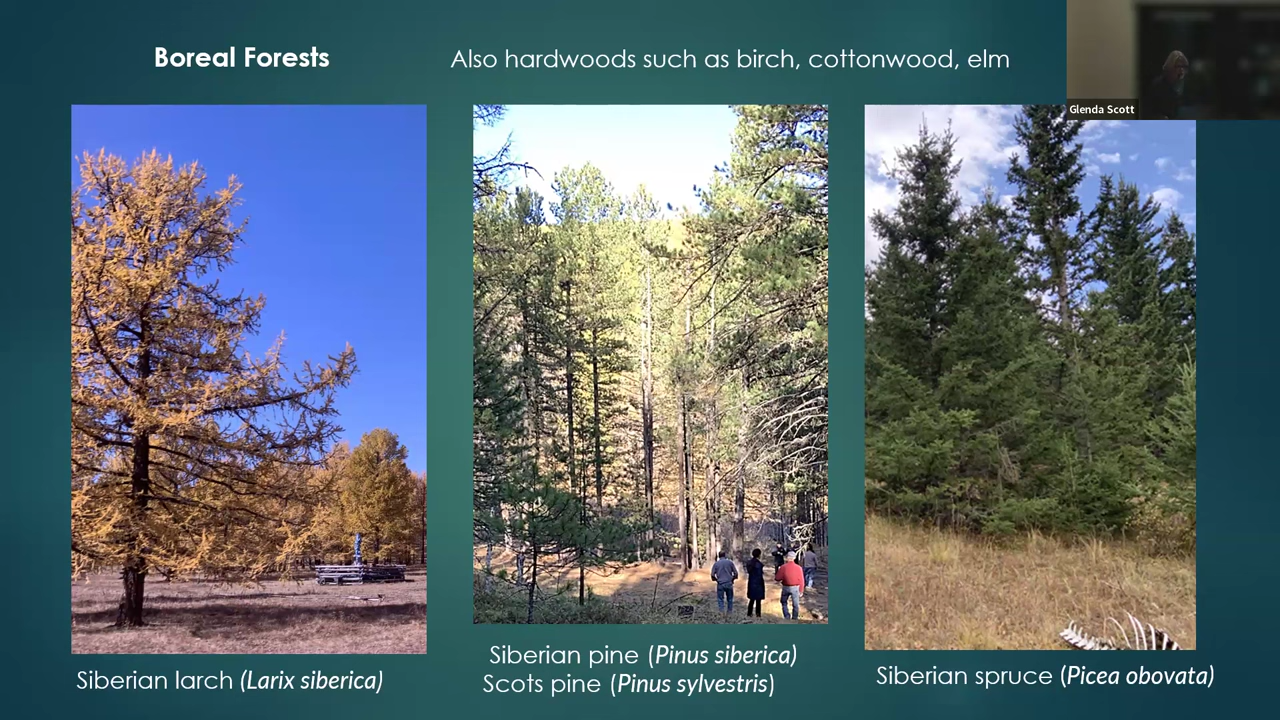 Boreal Forests
Also hardwoods such as birch, cottonwood, elm
Glenda Scott
Siberian larch (Larix siberica)
Siberian pine (Pinus siberica)
Scots pine (Pinus sylvestris)
Siberian spruce (Picea obovata)